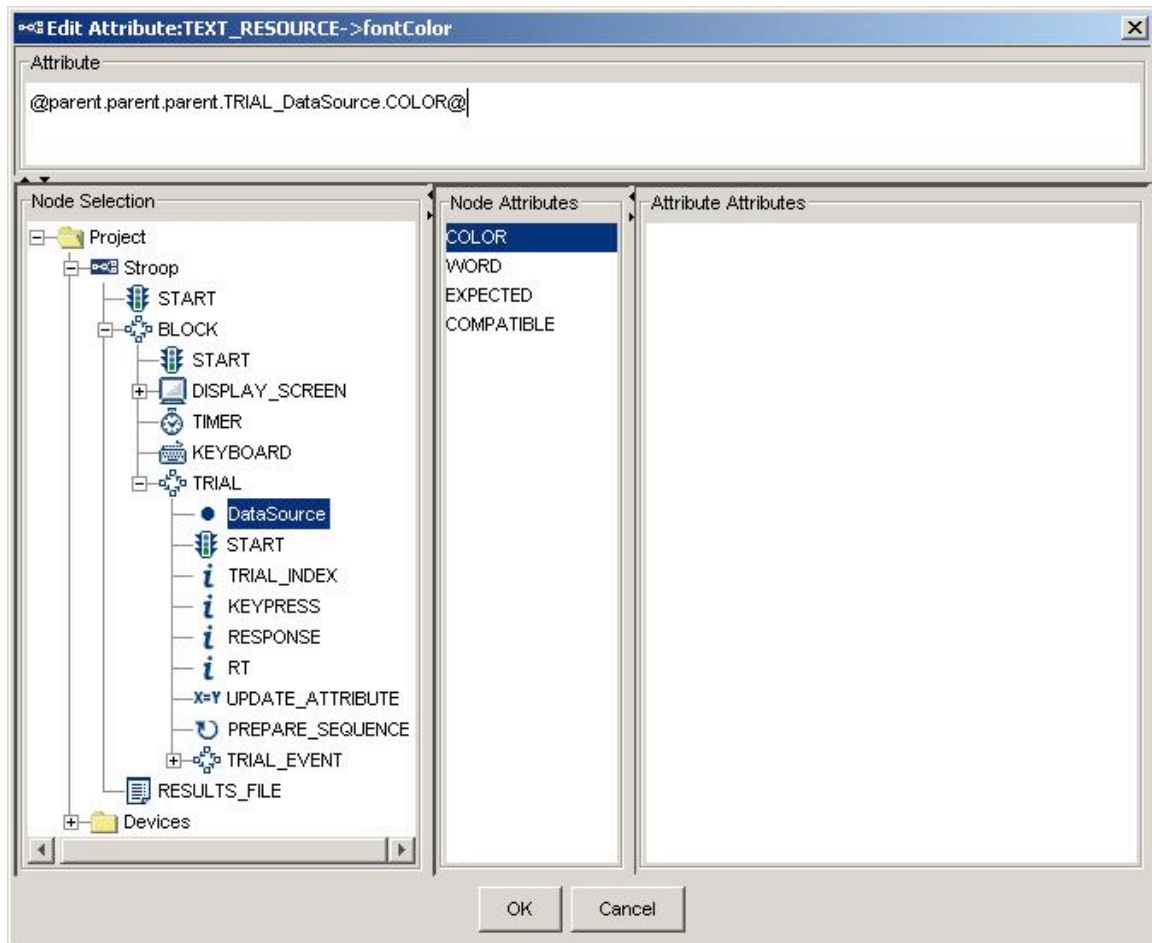 Edit Attribute:TEXT_RESOURCE->fontColor
Attribute
@parent.parent.parent.TRIAL_DataSource.COLOR@
Node Selection
Project
Stroop
START
BLOCK
START
DISPLAY_SCREEN
TIMER
KEYBOARD
TRIAL
DataSource
START
TRIAL_INDEX
KEYPRESS
RESPONSE
RT
X=Y UPDATE_ATTRIBUTE
PREPARE_SEQUENCE
TRIAL_EVENT
RESULTS_FILE
Devices
Node Attributes
COLOR
WORD
EXPECTED
COMPATIBLE
Attribute Attributes
OK Cancel